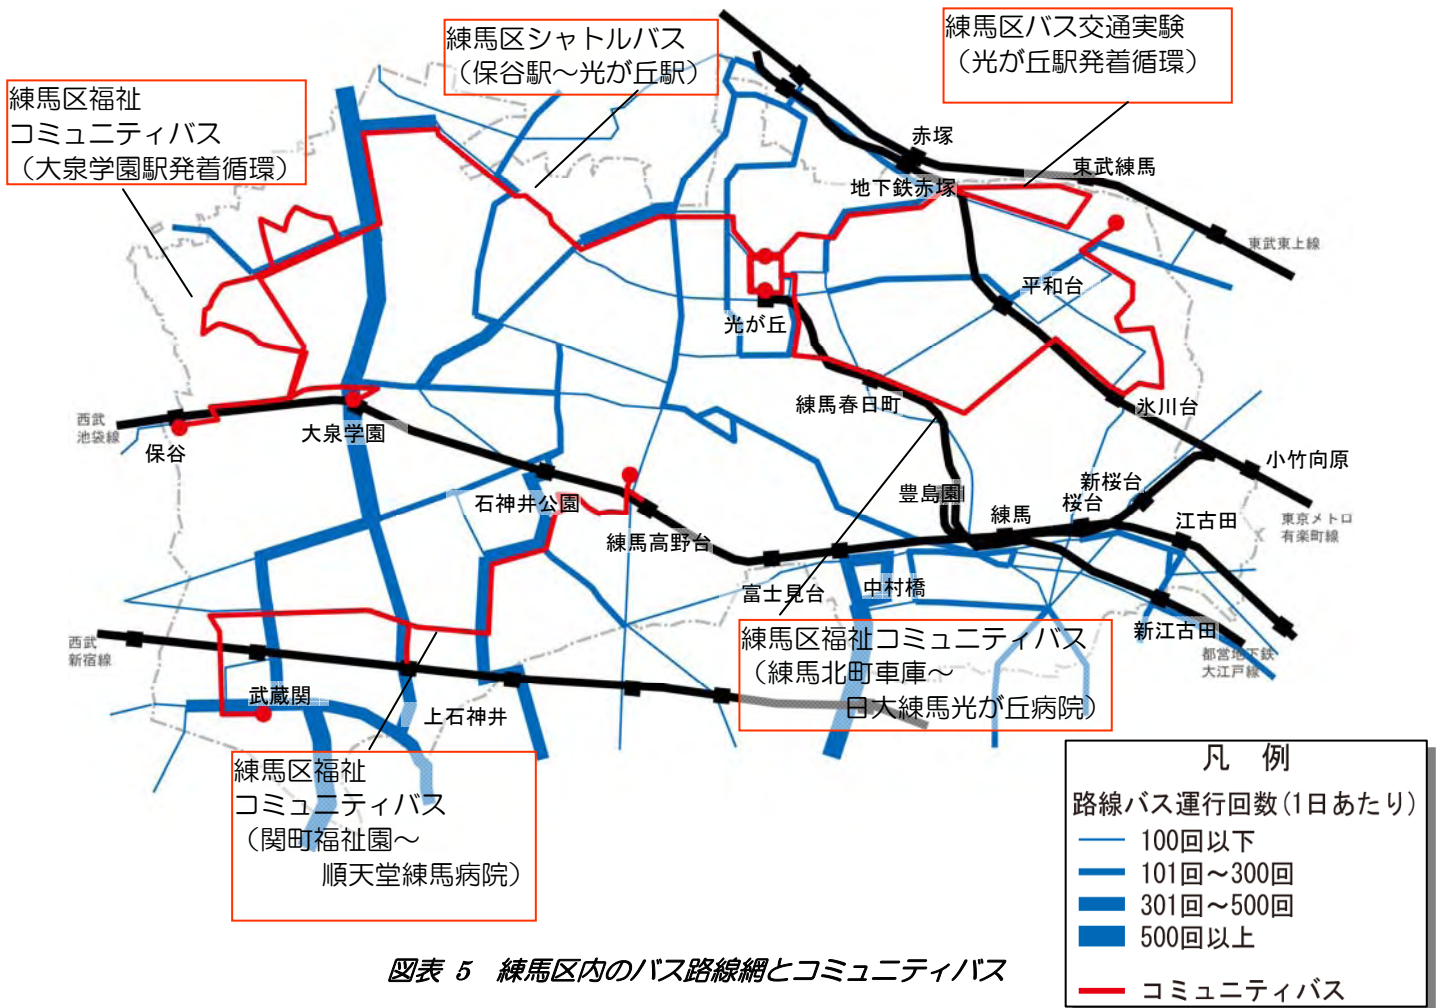 練馬区シャトルバス
（保谷駅～光が丘駅）
練馬区バス交通実験
（光が丘駅発着循環）
練馬区福祉
コミュニティバス
（大泉学園駅発着循環）
赤塚
東武練馬
地下鉄赤塚
東武東上線
平和台
光が丘
練馬春日町
氷川台
西武
池袋線
保谷
大泉学園
小竹向原
石神井公園
豊島園
新桜台
桜台
練馬
江古田
東京メトロ
有楽町線
練馬高野台
富士見台
中村橋
新江古田
都営地下鉄
大江戸線
西武
新宿線
武蔵関
上石神井
練馬区福祉コミュニティバス
（練馬北町車庫～
日大練馬光が丘病院）
練馬区福祉
コミュニティバス
（関町福祉園～
順天堂練馬病院）
凡 例
路線バス運行回数（1日あたり）
100回以下
101回～300回
301回～500回
500回以上
コミュニティバス
図表 5 練馬区内のバス路線網とコミュニティバス